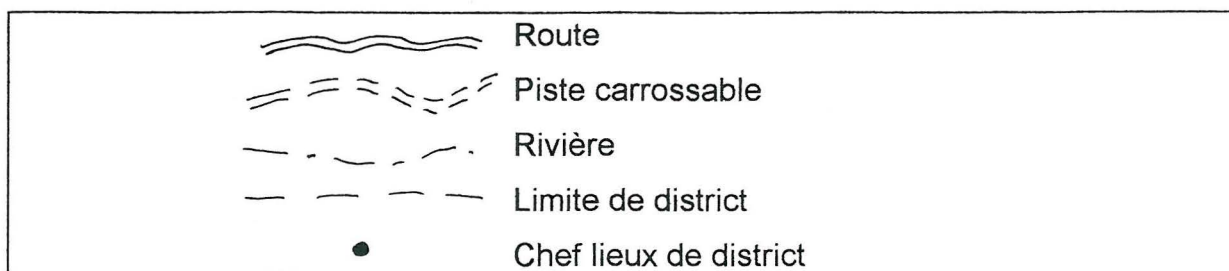 Route
Piste carrossable
Rivière
Limite de district
Chef lieux de district